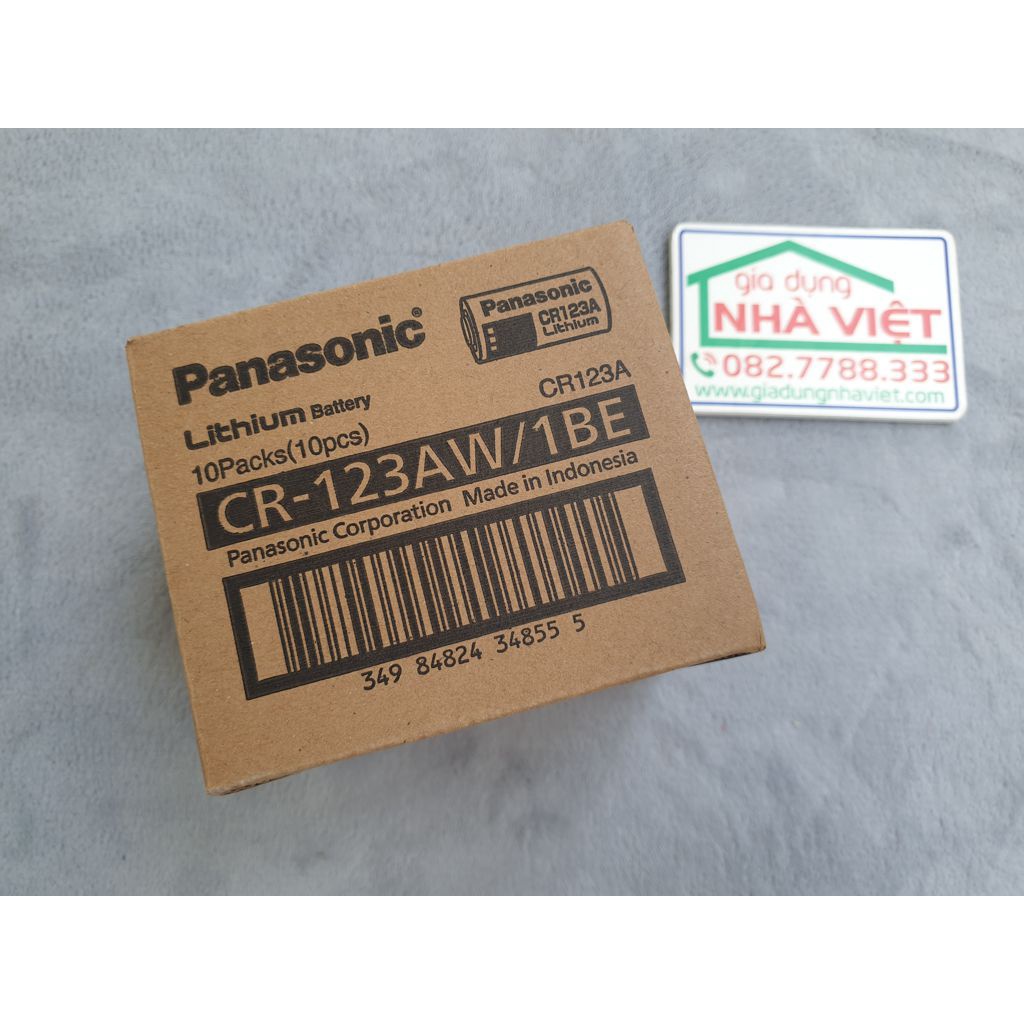 Panasonic®
Panasonic
CR123A
Lithium
Lithium Battery
CR123A
10Packs(10pcs)
CR-123AW/1BE
Panasonic Corporation Made in Indonesia
349 84824 34855 5
gia dụng
NHÀ VIỆT
082.7788.333
www.giadungnhaviet.com